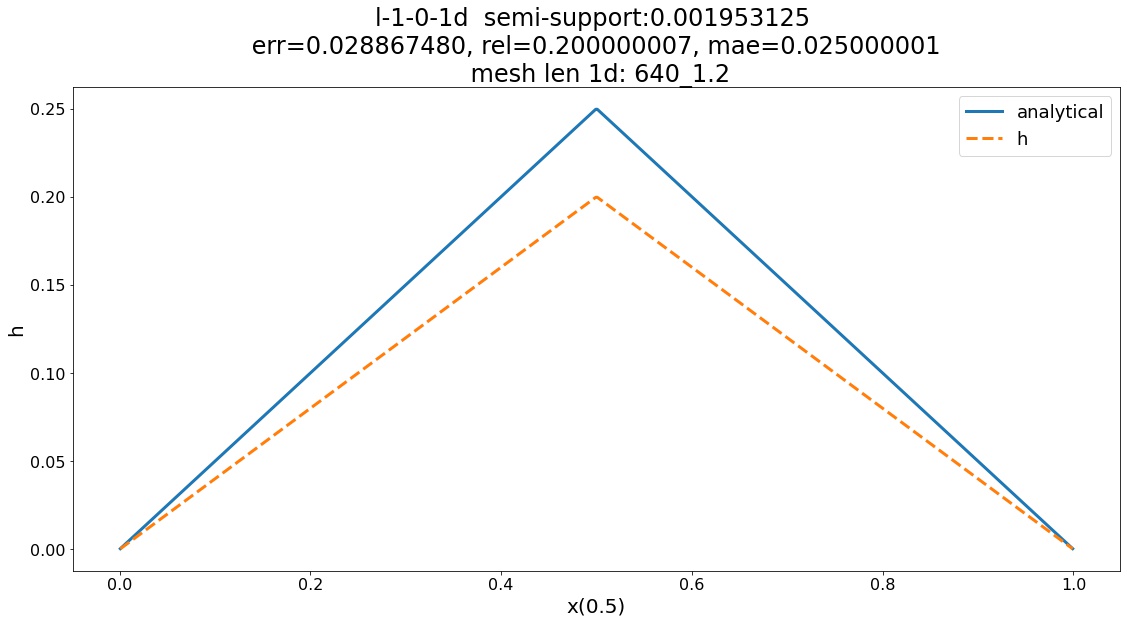 l-1-0-1d  semi-support:0.001953125
err=0.028867480, rel=0.200000007, mae=0.025000001
mesh len 1d: 640_1.2
analytical
h
0.25
0.20
0.15
0.10
0.05
0.00
h
0.0 0.2 0.4 0.6 0.8 1.0
x(0.5)